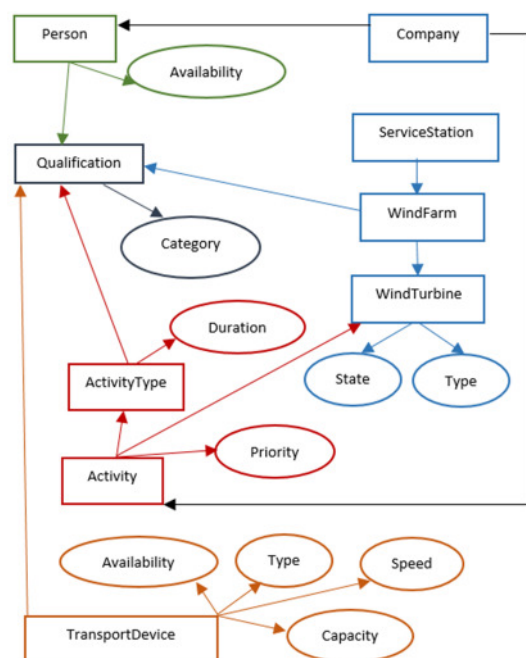 Person
Company
Availability
ServiceStation
Qualification
WindFarm
Category
WindTurbine
Duration
ActivityType
State
Type
Priority
Activity
Availability
Type
Speed
TransportDevice
Capacity